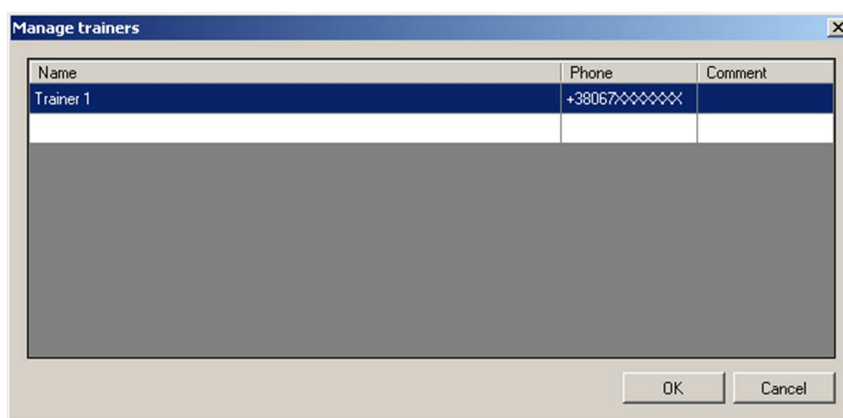 Manage trainers
Name Phone Comment
Trainer 1 +38067XXXXXXX
OK Cancel